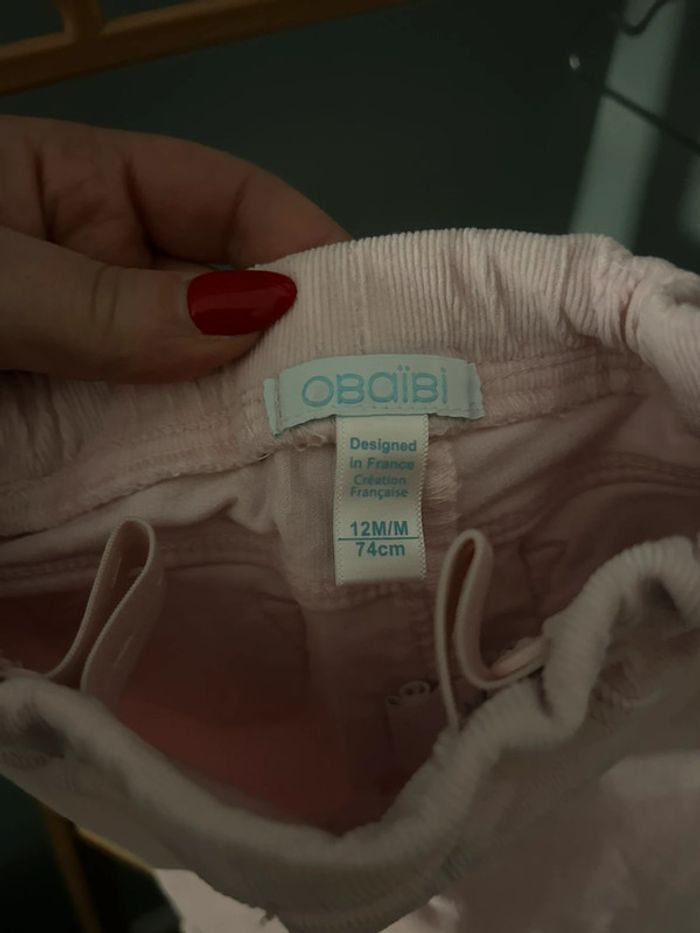 OBaïBi
Designed
in France
Création
Française
12M/M
74cm